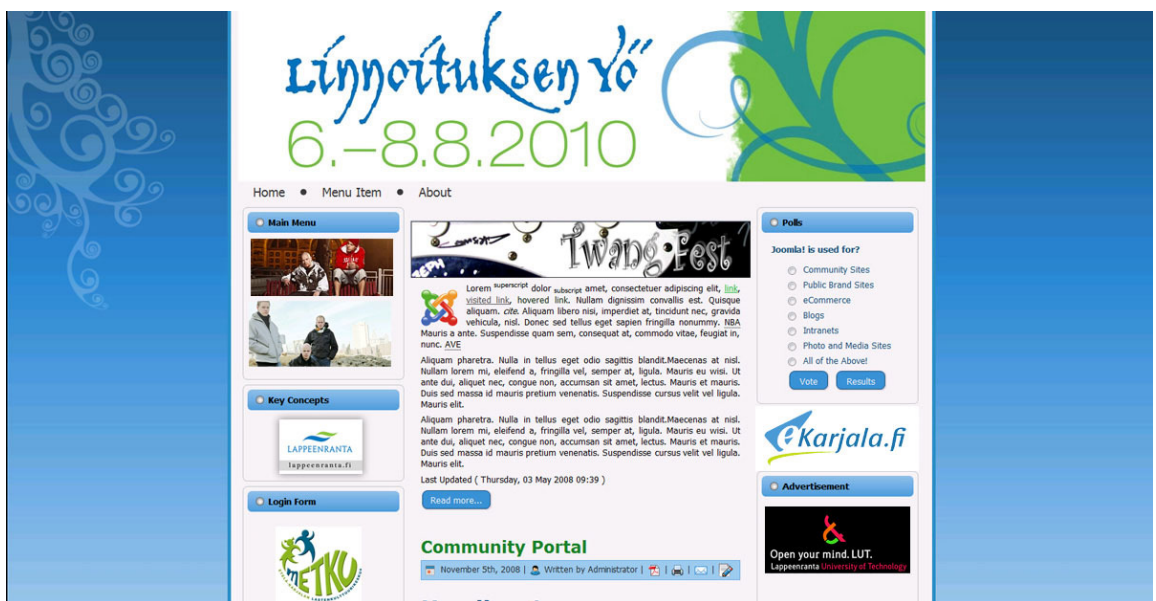 Linnoituksen Yö
6.–8.8.2010
Home • Menu Item • About
Main Menu
Key Concepts
LAPPEENRANTA
lappeenranta.fi
Login Form
METKU
Twang Fest
Lorem superscript dolor subscript amet, consectetuer adipiscing elit, link,
visited link, hovered link. Nullam dignissim convallis est. Quisque
aliquam. cite. Aliquam libero nisi, imperdiet at, tincidunt nec, gravida
vehicula, nisl. Donec sed tellus eget sapien fringilla nonummy. NBA
Mauris a ante. Suspendisse quam sem, consequat at, commodo vitae, feugiat in,
nunc. AVE
Aliquam pharetra. Nulla in tellus eget odio sagittis blandit.Maecenas at nisl.
Nullam lorem mi, eleifend a, fringilla vel, semper at, ligula. Mauris eu wisi. Ut
ante dui, aliquet nec, congue non, accumsan sit amet, lectus. Mauris et mauris.
Duis sed massa id mauris pretium venenatis. Suspendisse cursus velit vel ligula.
Mauris elit.
Aliquam pharetra. Nulla in tellus eget odio sagittis blandit.Maecenas at nisl.
Nullam lorem mi, eleifend a, fringilla vel, semper at, ligula. Mauris eu wisi. Ut
ante dui, aliquet nec, congue non, accumsan sit amet, lectus. Mauris et mauris.
Duis sed massa id mauris pretium venenatis. Suspendisse cursus velit vel ligula.
Mauris elit.
Last Updated ( Thursday, 03 May 2008 09:39 )
Read more...
Community Portal
November 5th, 2008 | Written by Administrator |
Polls
Joomla! is used for?
Community Sites
Public Brand Sites
eCommerce
Blogs
Intranets
Photo and Media Sites
All of the Above!
Vote Results
eKarjala.fi
Advertisement
Open your mind. LUT.
Lappeenranta University of Technology